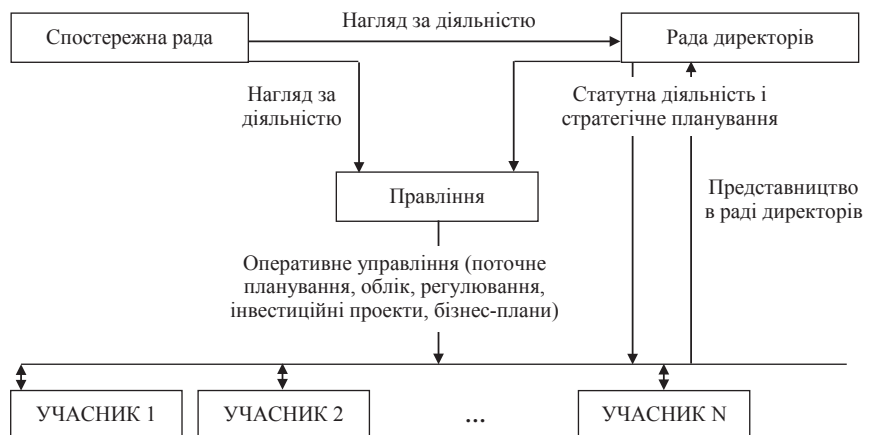 Нагляд за діяльністю
Спостережна рада
Рада директорів
Нагляд за
діяльністю
Статутна діяльність і
стратегічне планування
Правління
Представництво
в раді директорів
Оперативне управління (поточне
планування, облік, регулювання,
інвестиційні проекти, бізнес-плани)
УЧАСНИК 1
УЧАСНИК 2
...
УЧАСНИК N